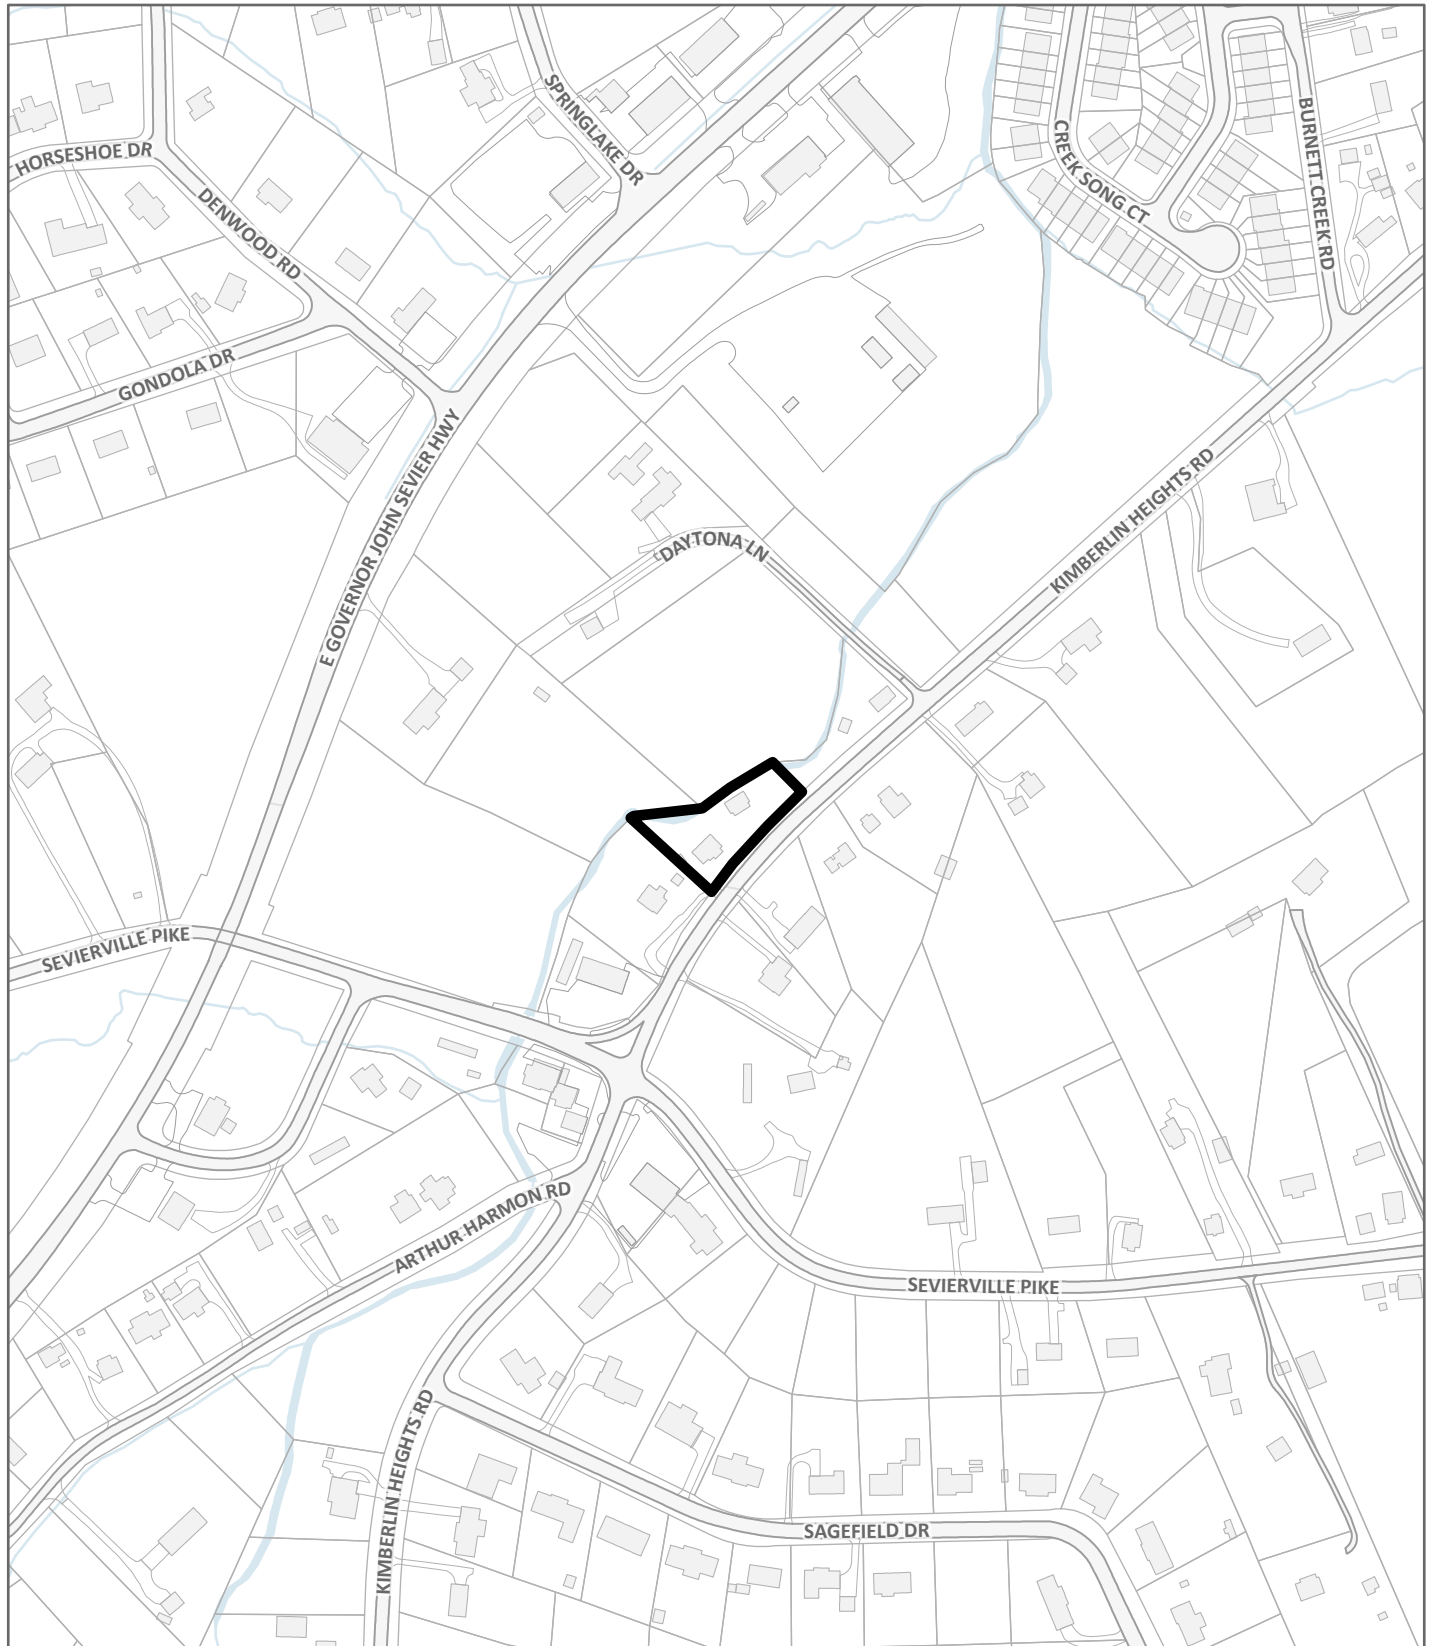 SPRINGLAKE DR
HORSESHOE DR
CREEK SONG CT
BURNETT CREEK RD
DENWOOD RD
GONDOLA DR
E GOVERNOR JOHN SEVIER HWY
KIMBERLIN HEIGHTS RD
DAYTONA LN
SEVIERVILLE PIKE
ARTHUR HARMON RD
SEVIERVILLE PIKE
KIMBERLIN HEIGHTS RD
SAGEFIELD DR